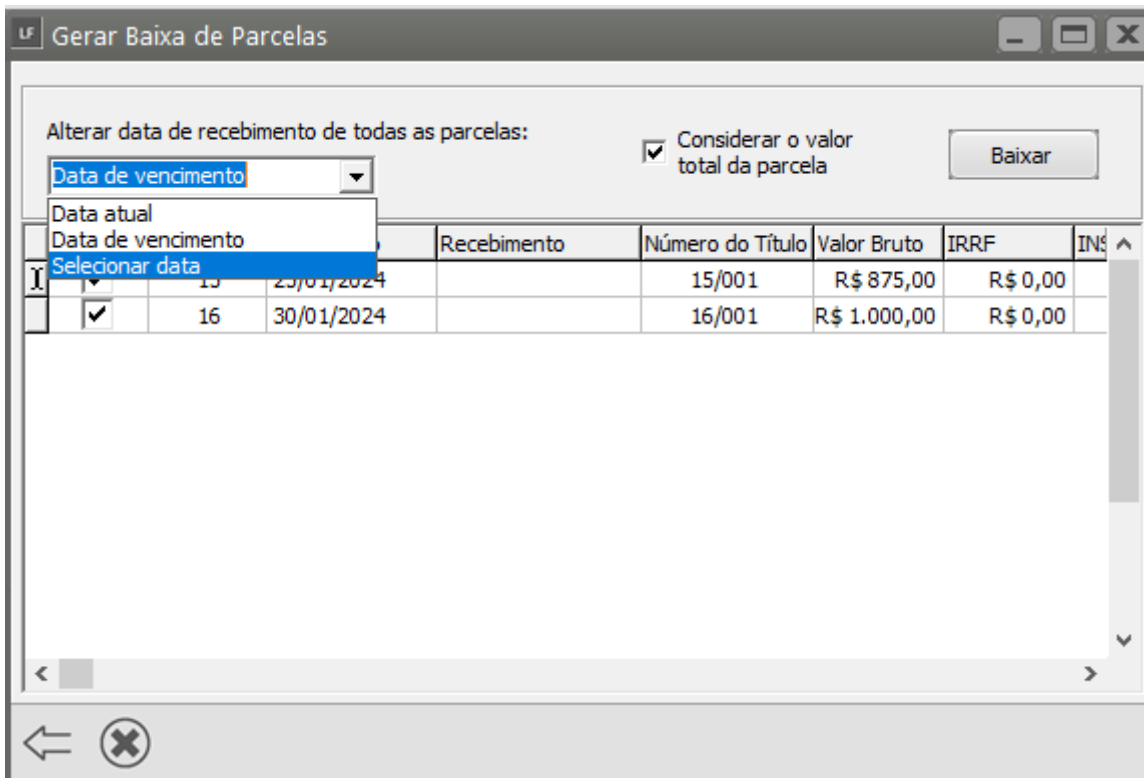 LF Gerar Baixa de Parcelas
Alterar data de recebimento de todas as parcelas:
Considerar o valor
total da parcela
Baixar
Data de vencimento
Data atual
Data de vencimento
Selecionar data
Recebimento Número do Título Valor Bruto IRRF
15/001 R$ 875,00 R$ 0,00
16 30/01/2024 16/001 R$ 1.000,00 R$ 0,00